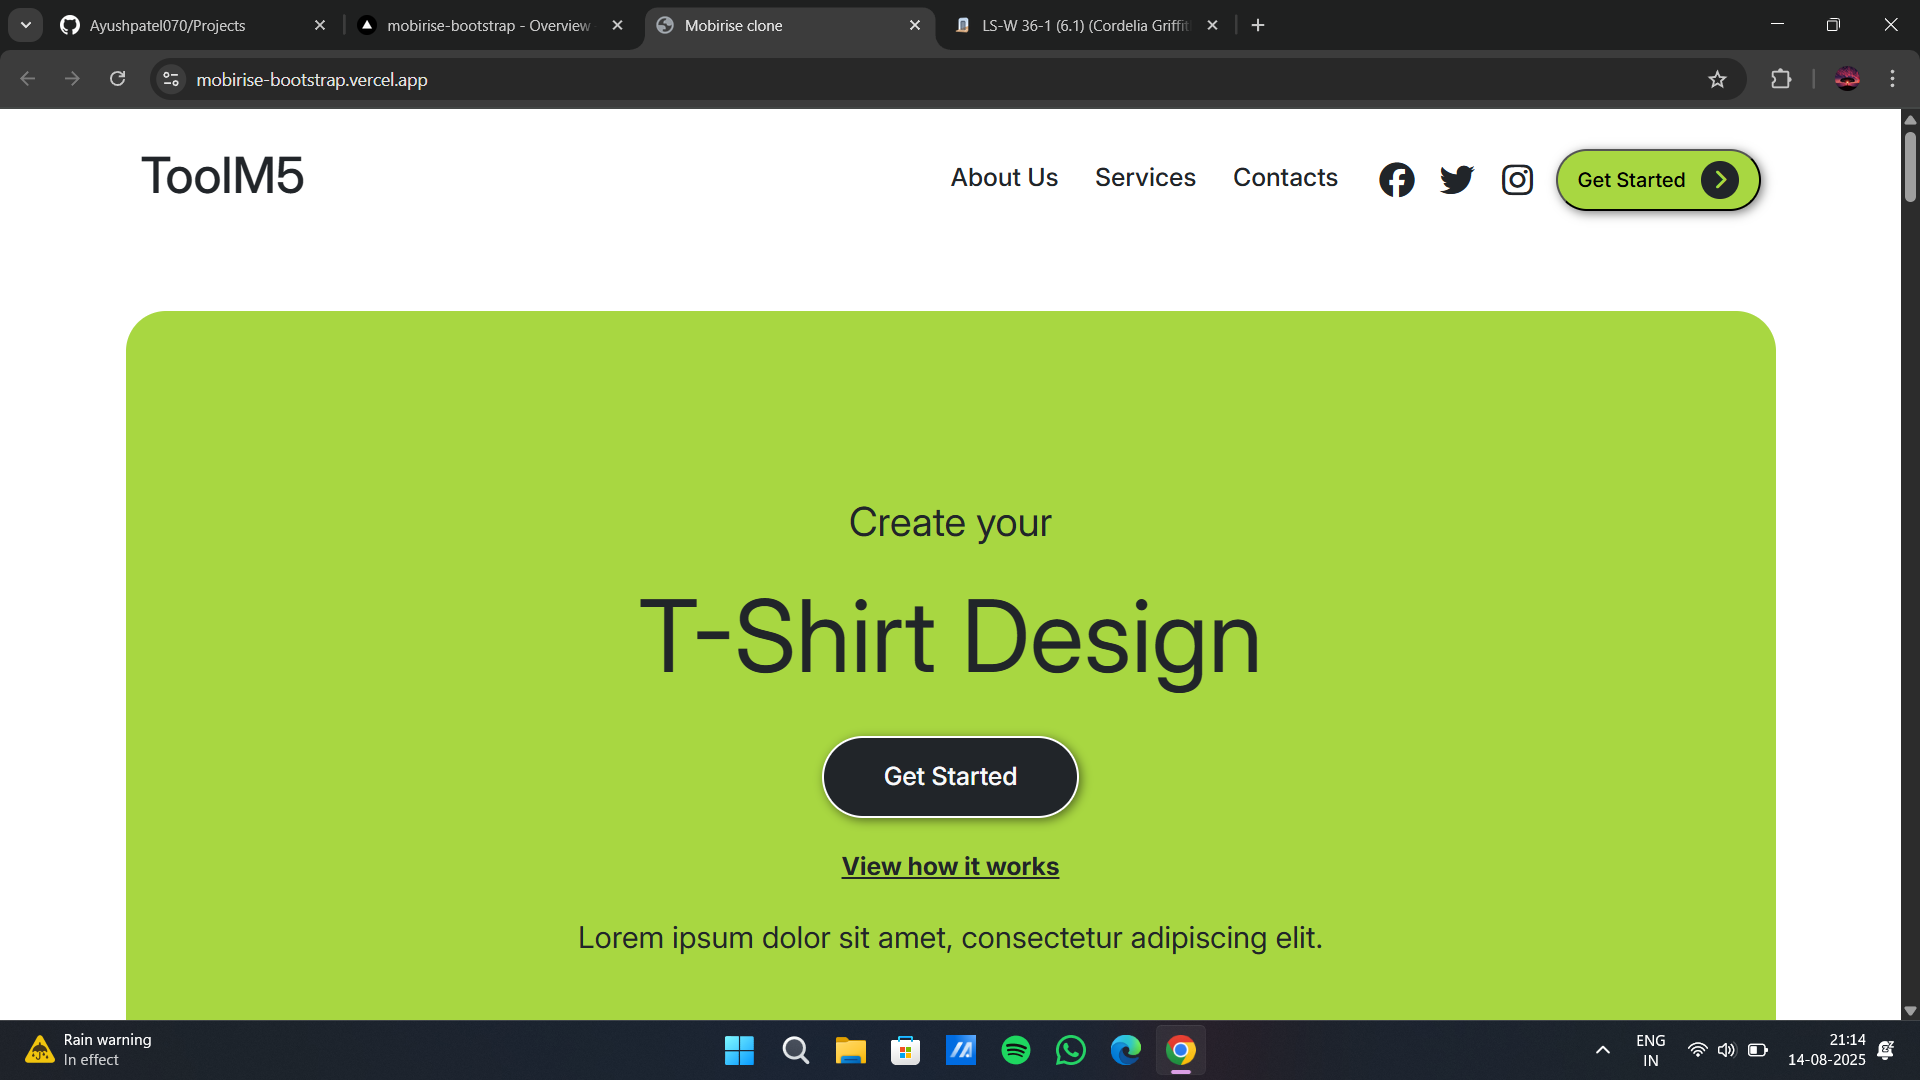 Ayushpatel070/Projects
mobirise-bootstrap - Overview
Mobirise clone
LS-W 36-1 (6.1) (Cordelia Griffit
mobirise-bootstrap.vercel.app
ToolM5
About Us
Services
Contacts
Get Started
Create your
T-Shirt Design
Get Started
View how it works
Lorem ipsum dolor sit amet, consectetur adipiscing elit.
Rain warning
In effect
ENG
IN
21:14
14-08-2025